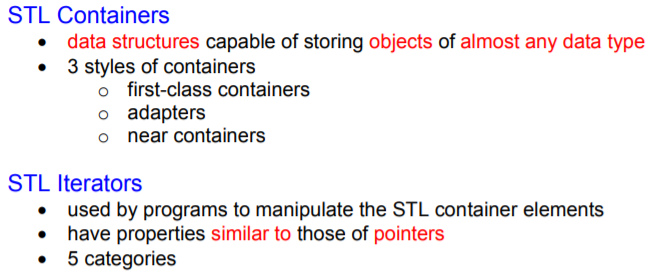 STL Containers
• data structures capable of storing objects of almost any data type
• 3 styles of containers
o first-class containers
o adapters
o near containers
STL Iterators
• used by programs to manipulate the STL container elements
• have properties similar to those of pointers
• 5 categories